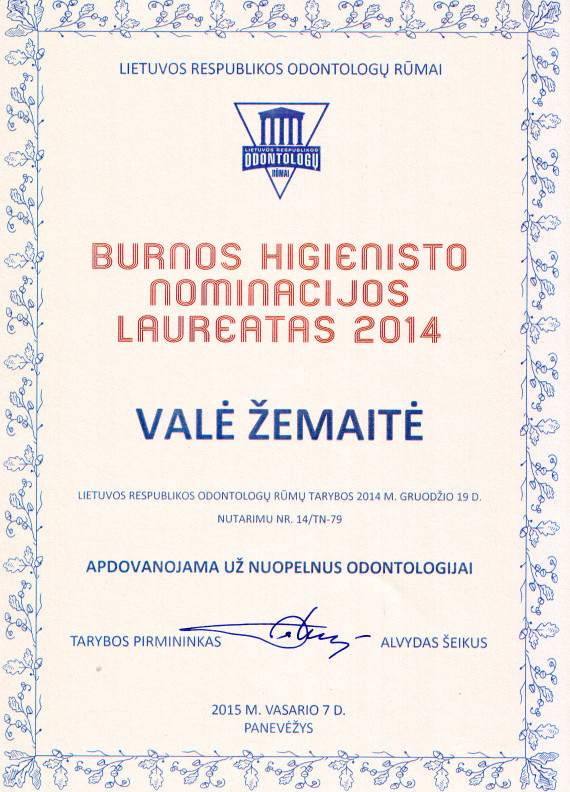 LIETUVOS RESPUBLIKOS ODONTOLOGŲ RŪMAI
LIETUVOS RESPUBLIKOS
ODONTOLOGŲ
RŪMAI
BURNOS HIGIENISTO
NOMINACIJOS
LAUREATAS 2014
VALĖ ŽEMAITĖ
LIETUVOS RESPUBLIKOS ODONTOLOGŲ RŪMŲ TARYBOS 2014 M. GRUODŽIO 19 D.
NUTARIMU NR. 14/TN-79
APDOVANOJAMA UŽ NUOPELNUS ODONTOLOGIJAI
TARYBOS PIRMININKAS ALVYDAS ŠEIKUS
2015 M. VASARIO 7 D.
PANEVĖŽYS